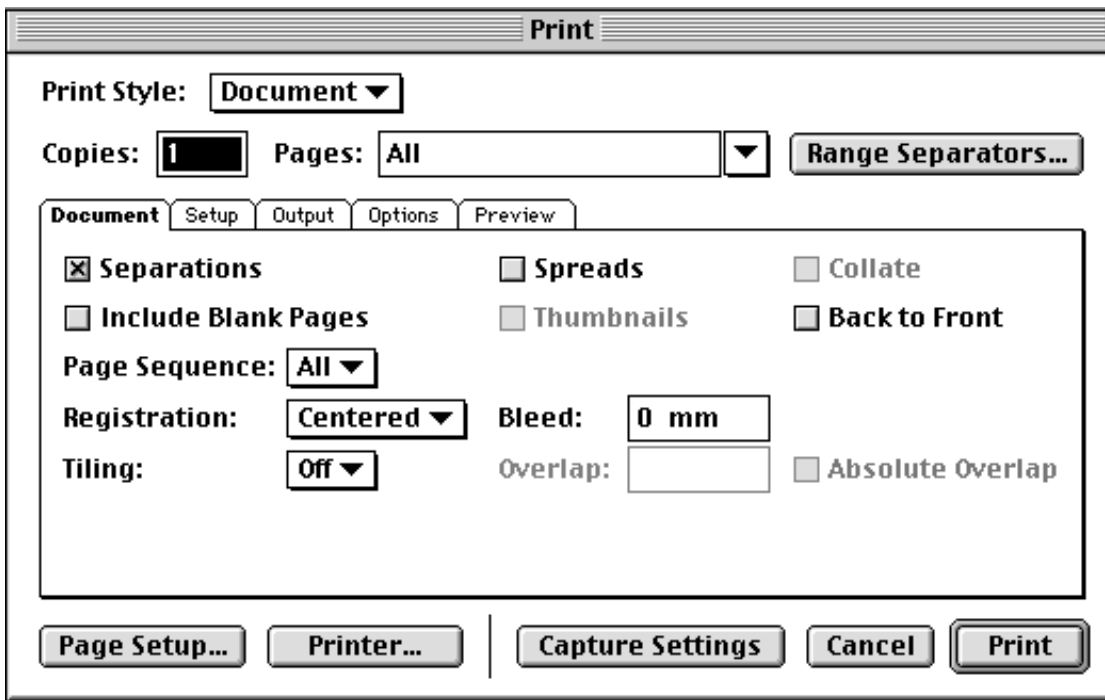 Print
Print Style: Document
Copies: 1 Pages: All Range Separators...
Document Setup Output Options Preview
Separations Spreads Collate
Include Blank Pages Thumbnails Back to Front
Page Sequence: All
Registration: Centered Bleed: 0 mm
Tiling: Off Overlap: Absolute Overlap
Page Setup... Printer... Capture Settings Cancel Print